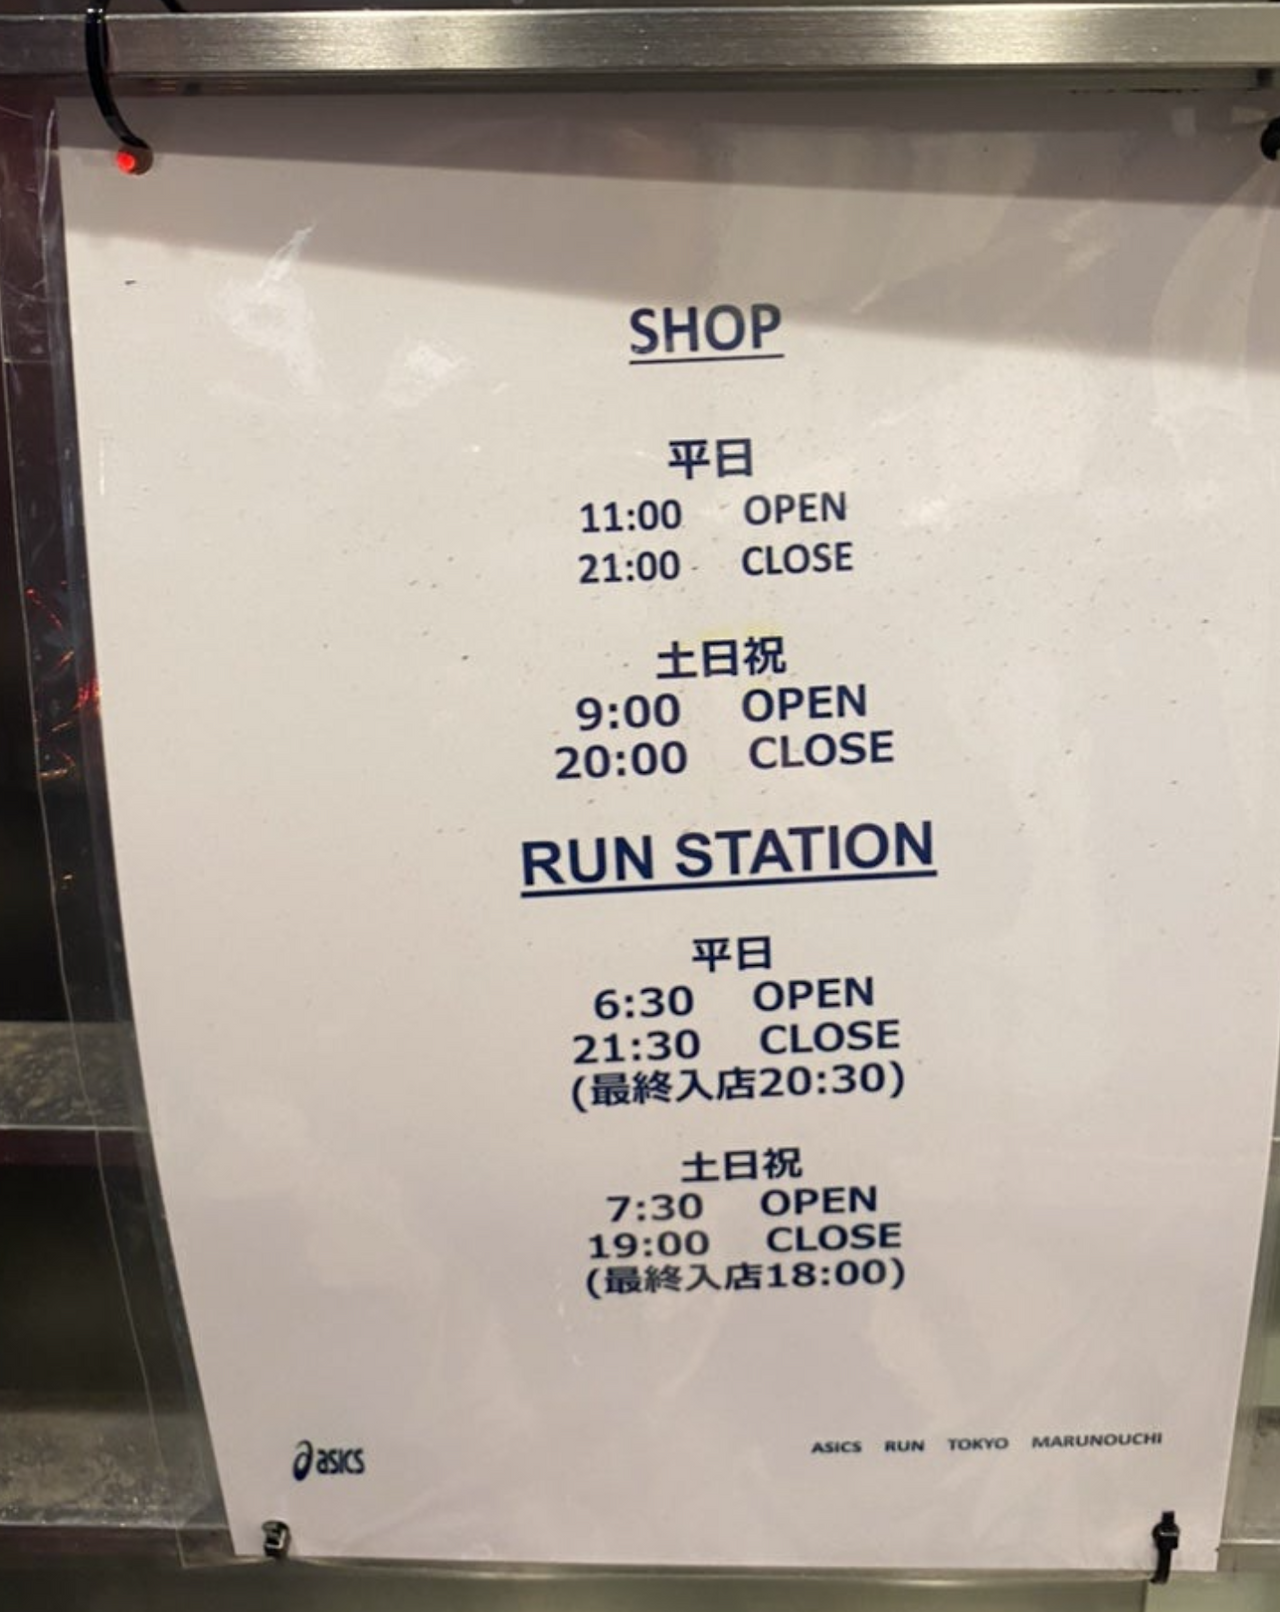 SHOP
平日
11:00 OPEN
21:00 CLOSE
土日祝
9:00 OPEN
20:00 CLOSE
RUN STATION
平日
6:30 OPEN
21:30 CLOSE
(最終入店20:30)
土日祝
7:30 OPEN
19:00 CLOSE
(最終入店18:00)
asics
ASICS RUN TOKYO MARUNOUCHI